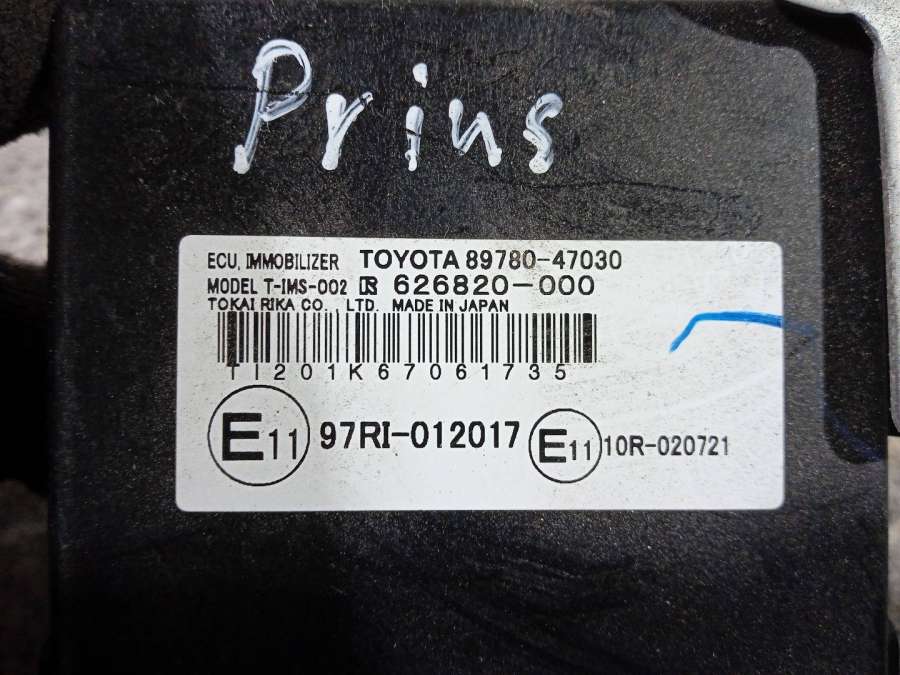 Prius
ECU, IMMOBILIZER TOYOTA 89780-47030
MODEL T-IMS-002 R 626820-000
TOKAI RIKA CO., LTD. MADE IN JAPAN
TI201K67061735
E11 97RI-012017 E11 10R-020721